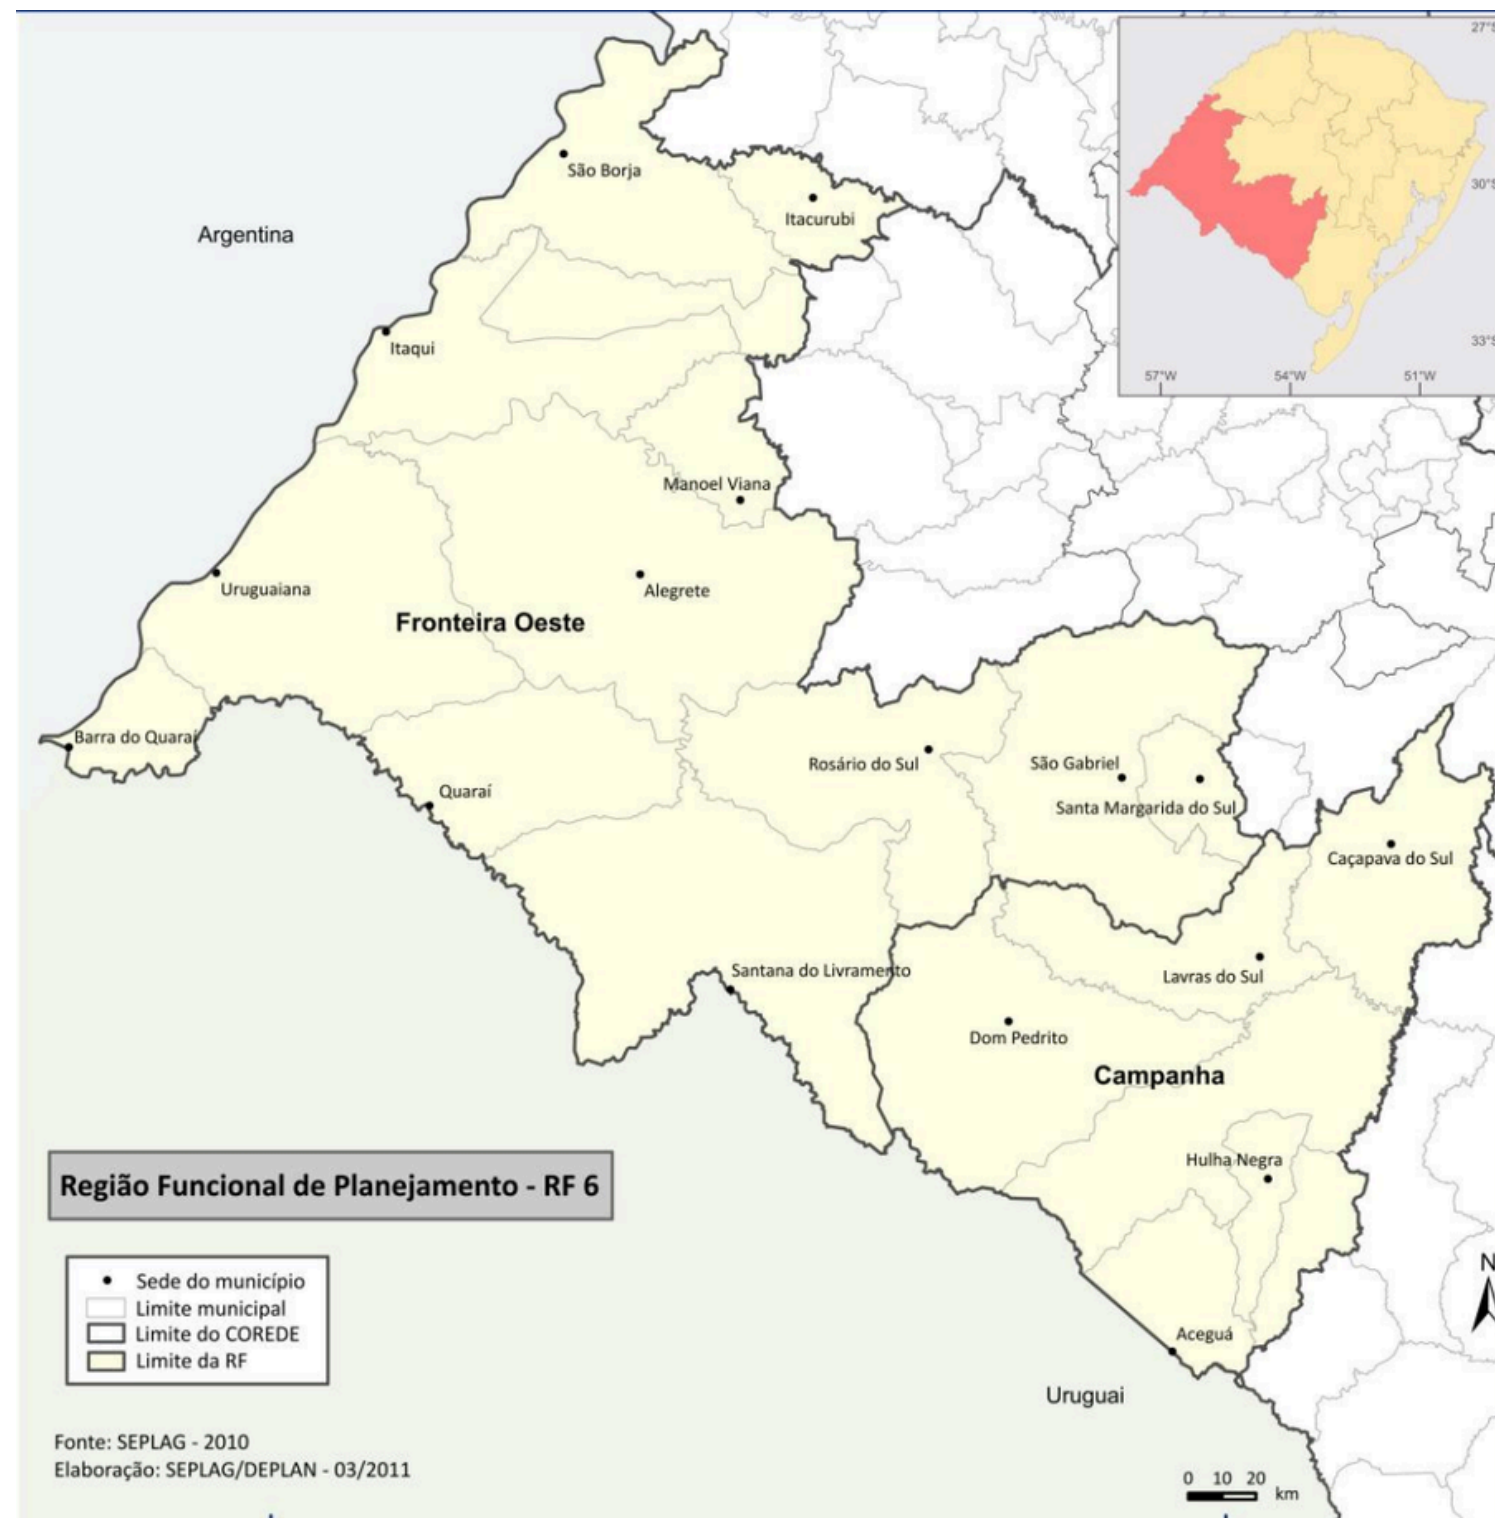 27°S
30°S
33°S
57°W
54°W
51°W
Argentina
São Borja
Itacurubi
Itaqui
Manoel Viana
Uruguaiana
Alegrete
Fronteira Oeste
Barra do Quaraí
Quaraí
Rosário do Sul
São Gabriel
Santa Margarida do Sul
Caçapava do Sul
Santana do Livramento
Lavras do Sul
Dom Pedrito
Campanha
Hulha Negra
Aceguá
Uruguai
Região Funcional de Planejamento - RF 6
Sede do município
Limite municipal
Limite do COREDE
Limite da RF
Fonte: SEPLAG - 2010
Elaboração: SEPLAG/DEPLAN - 03/2011
N
0 10 20
km